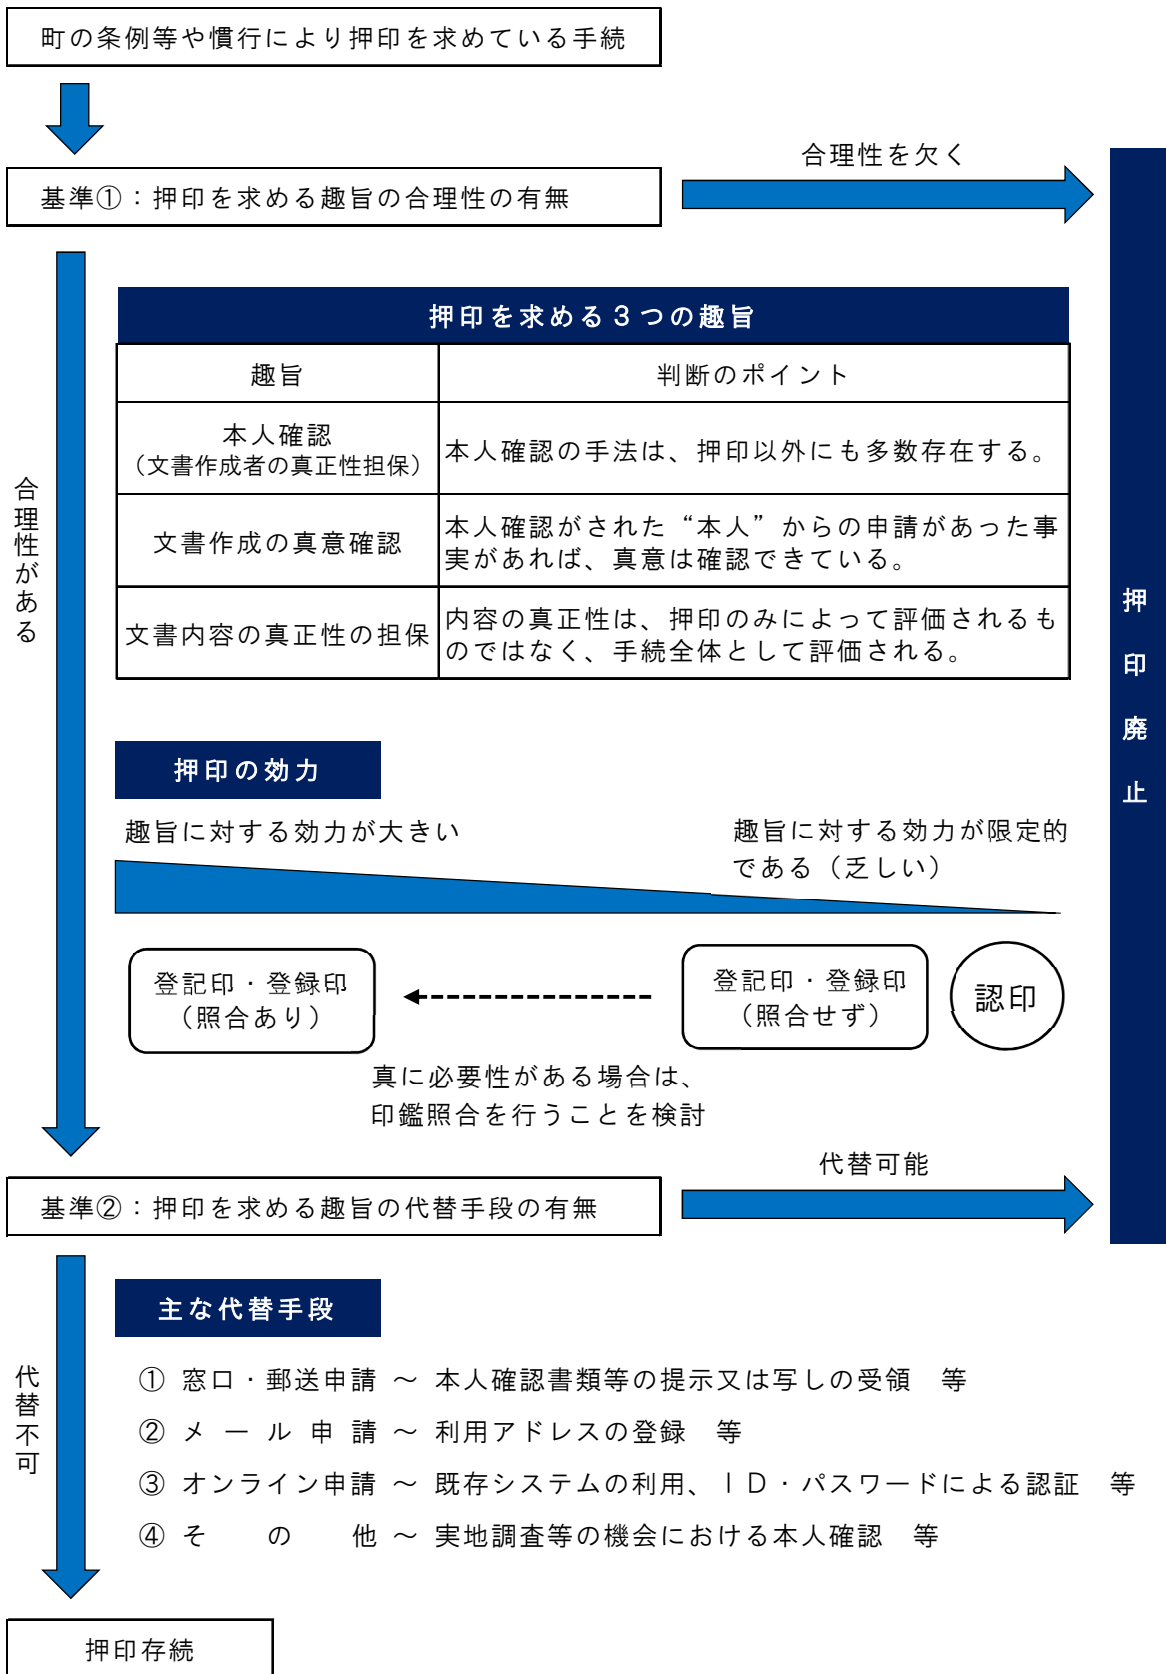 町の条例等や慣行により押印を求めている手続
合理性を欠く
基準①：押印を求める趣旨の合理性の有無
合理性がある
押印を求める３つの趣旨
趣旨
判断のポイント
本人確認
（文書作成者の真正性担保）
本人確認の手法は、押印以外にも多数存在する。
文書作成の真意確認
本人確認がされた“本人”からの申請があった事
実があれば、真意は確認できている。
文書内容の真正性の担保
内容の真正性は、押印のみによって評価されるも
のではなく、手続全体として評価される。
押印廃止
押印の効力
趣旨に対する効力が大きい
趣旨に対する効力が限定的
である（乏しい）
登記印・登録印
（照合あり）
登記印・登録印
（照合せず）
認印
真に必要性がある場合は、
印鑑照合を行うことを検討
代替可能
基準②：押印を求める趣旨の代替手段の有無
代替不可
主な代替手段
① 窓口・郵送申請 ～ 本人確認書類等の提示又は写しの受領　等
② メ ー ル 申 請 ～ 利用アドレスの登録　等
③ オンライン申請 ～ 既存システムの利用、ＩＤ・パスワードによる認証　等
④ そ　の　他 ～ 実地調査等の機会における本人確認　等
押印存続